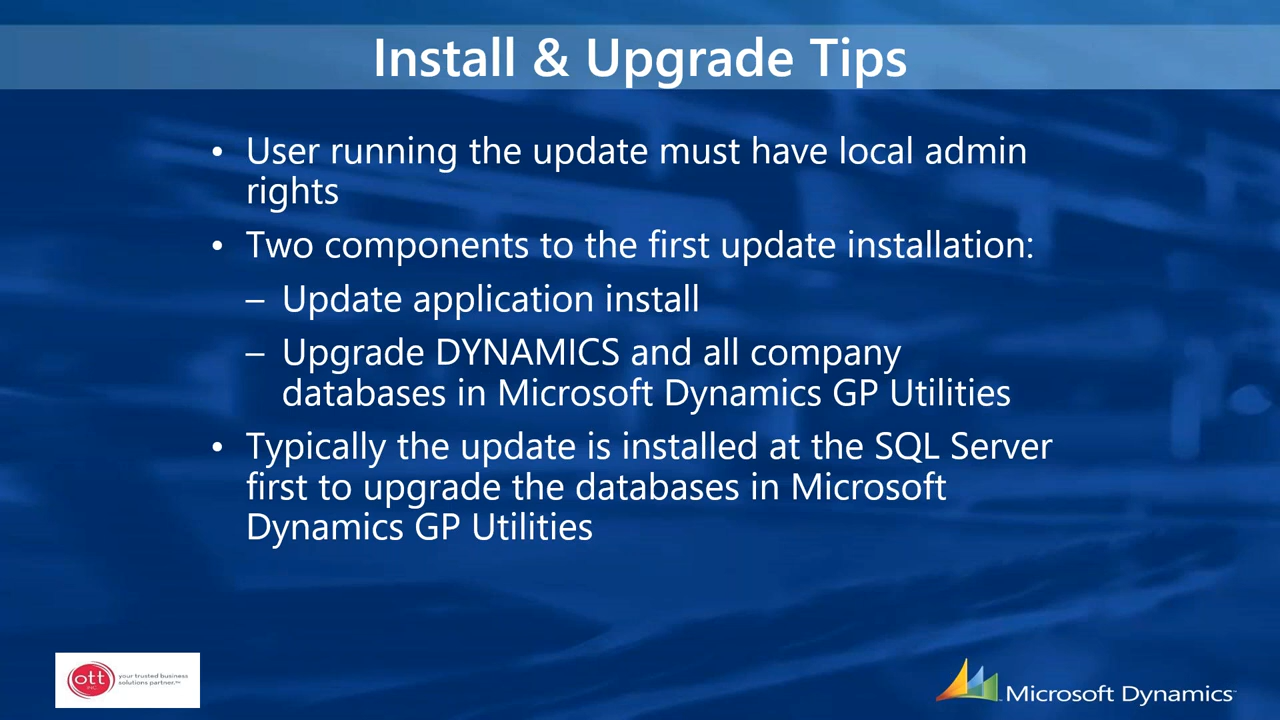 Install & Upgrade Tips
• User running the update must have local admin
rights
• Two components to the first update installation:
– Update application install
– Upgrade DYNAMICS and all company
databases in Microsoft Dynamics GP Utilities
• Typically the update is installed at the SQL Server
first to upgrade the databases in Microsoft
Dynamics GP Utilities
ott
INC.
your trusted business
solutions partner.™
Microsoft Dynamics™